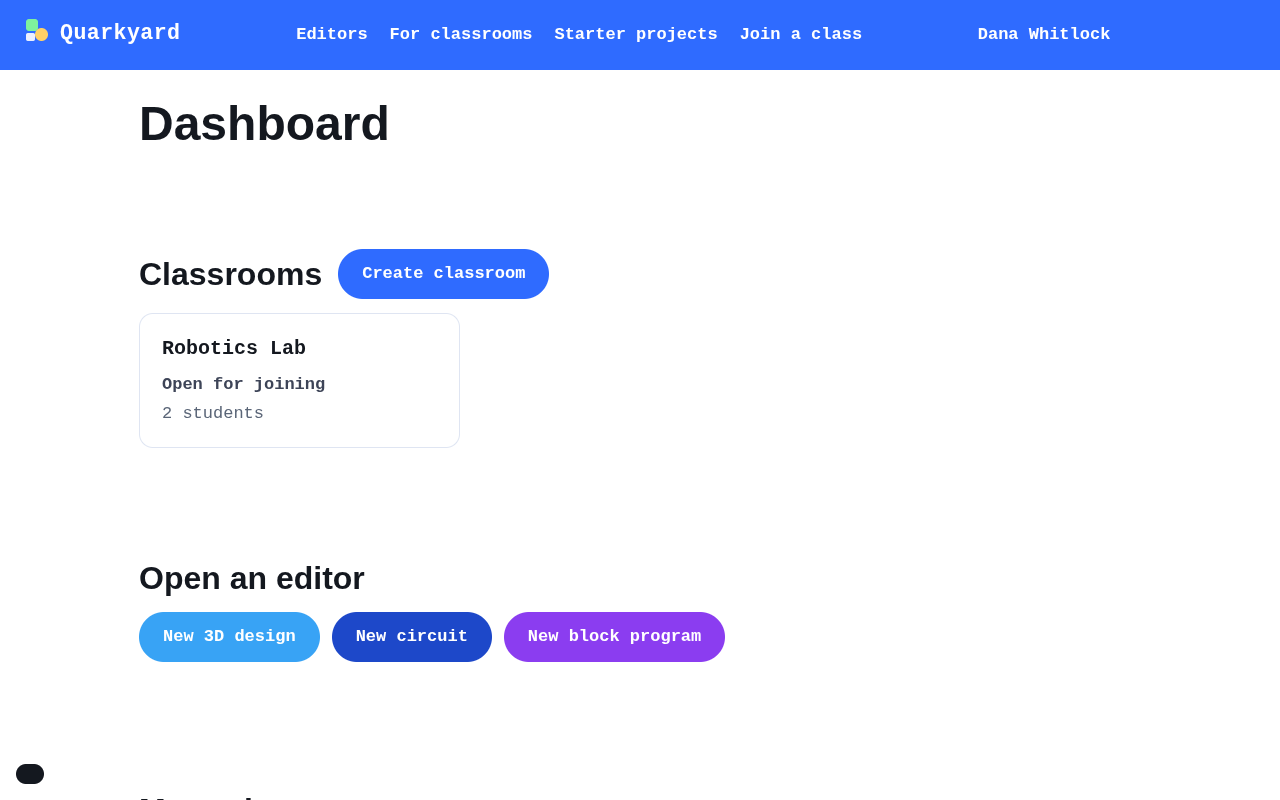 Quarkyard
Editors
For classrooms
Starter projects
Join a class
Dana Whitlock
Dashboard
Classrooms
Create classroom
Robotics Lab
Open for joining
2 students
Open an editor
New 3D design
New circuit
New block program